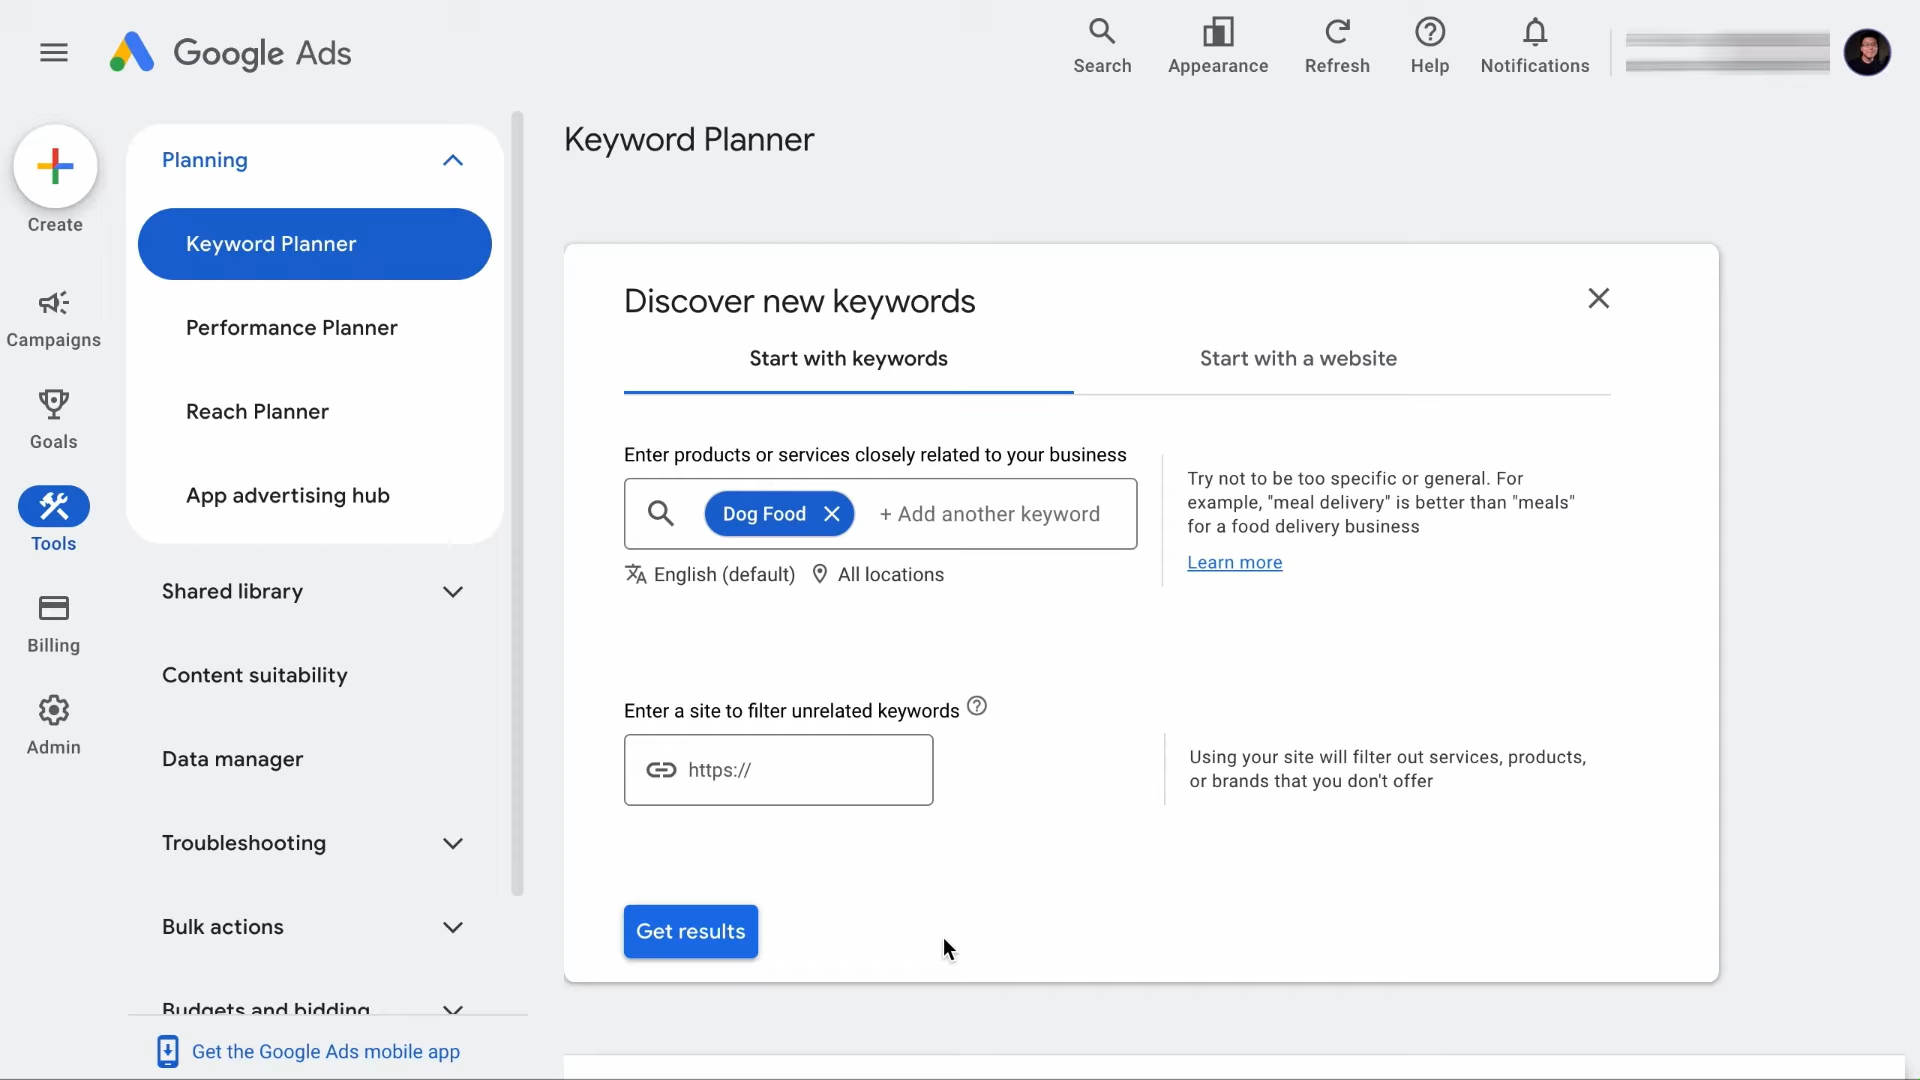 Google Ads
Search
Appearance
Refresh
Help
Notifications
Create
Campaigns
Goals
Tools
Billing
Admin
Planning
Keyword Planner
Performance Planner
Reach Planner
App advertising hub
Shared library
Content suitability
Data manager
Troubleshooting
Bulk actions
Budgets and bidding
Get the Google Ads mobile app
Keyword Planner
Discover new keywords
Start with keywords
Start with a website
Enter products or services closely related to your business
Dog Food
+ Add another keyword
English (default)
All locations
Try not to be too specific or general. For
example, "meal delivery" is better than "meals"
for a food delivery business
Learn more
Enter a site to filter unrelated keywords
https://
Using your site will filter out services, products,
or brands that you don't offer
Get results